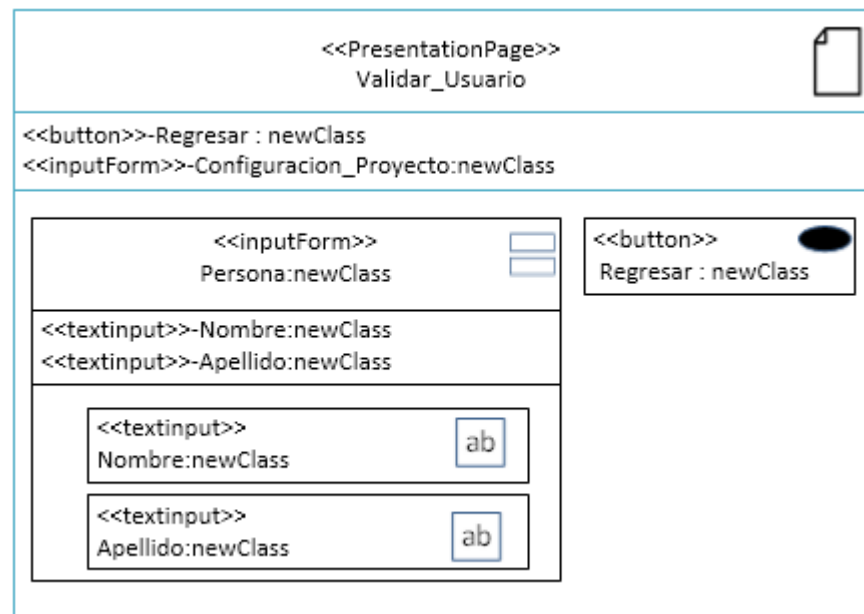 <<PresentationPage>>
Validar_Usuario
<<button>>-Regresar : newClass
<<inputForm>>-Configuracion_Proyecto:newClass
<<inputForm>>
Persona:newClass
<<textinput>>-Nombre:newClass
<<textinput>>-Apellido:newClass
<<textinput>>
Nombre:newClass
ab
<<textinput>>
Apellido:newClass
ab
<<button>>
Regresar : newClass